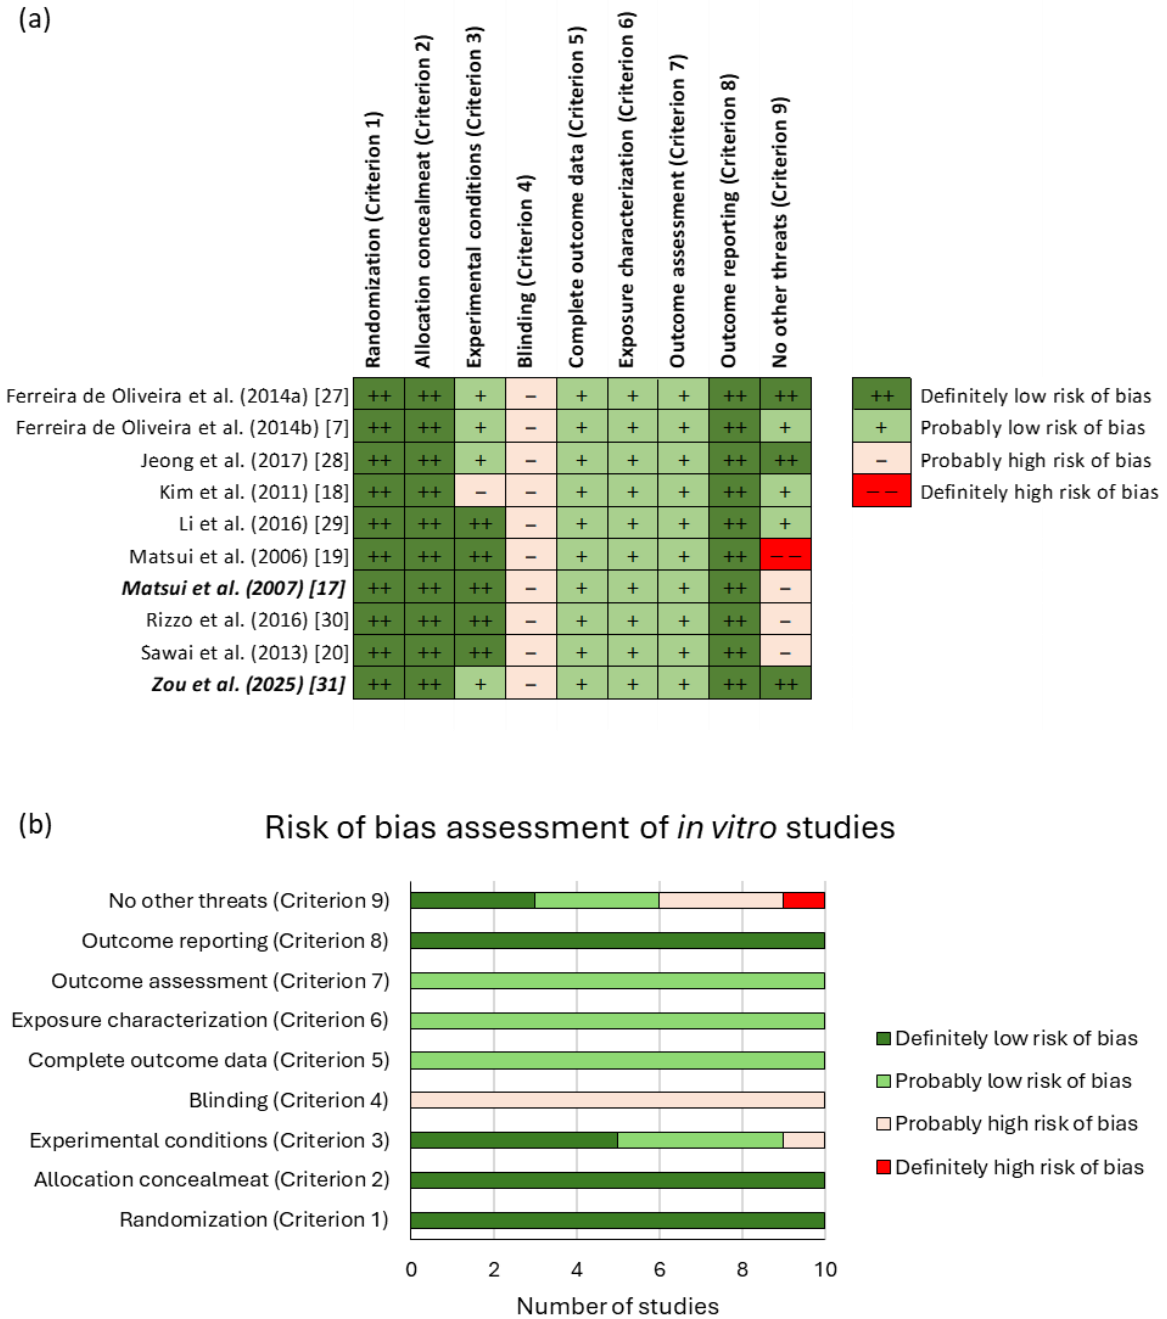 (a)
Randomization (Criterion 1)
Allocation concealmeat (Criterion 2)
Experimental conditions (Criterion 3)
Blinding (Criterion 4)
Complete outcome data (Criterion 5)
Exposure characterization (Criterion 6)
Outcome assessment (Criterion 7)
Outcome reporting (Criterion 8)
No other threats (Criterion 9)
Ferreira de Oliveira et al. (2014a) [27] ++ ++ + − + + + ++ ++
Ferreira de Oliveira et al. (2014b) [7] ++ ++ + − + + + ++ +
Jeong et al. (2017) [28] ++ ++ + − + + + ++ ++
Kim et al. (2011) [18] ++ ++ − − + + + ++ +
Li et al. (2016) [29] ++ ++ ++ − + + + ++ +
Matsui et al. (2006) [19] ++ ++ ++ − + + + ++ − −
Matsui et al. (2007) [17] ++ ++ ++ − + + + ++ −
Rizzo et al. (2016) [30] ++ ++ ++ − + + + ++ −
Sawai et al. (2013) [20] ++ ++ ++ − + + + ++ −
Zou et al. (2025) [31] ++ ++ + − + + + ++ ++
++ Definitely low risk of bias
+ Probably low risk of bias
− Probably high risk of bias
− − Definitely high risk of bias
(b)
Risk of bias assessment of in vitro studies
No other threats (Criterion 9)
Outcome reporting (Criterion 8)
Outcome assessment (Criterion 7)
Exposure characterization (Criterion 6)
Complete outcome data (Criterion 5)
Blinding (Criterion 4)
Experimental conditions (Criterion 3)
Allocation concealmeat (Criterion 2)
Randomization (Criterion 1)
0 2 4 6 8 10
Number of studies
Definitely low risk of bias
Probably low risk of bias
Probably high risk of bias
Definitely high risk of bias